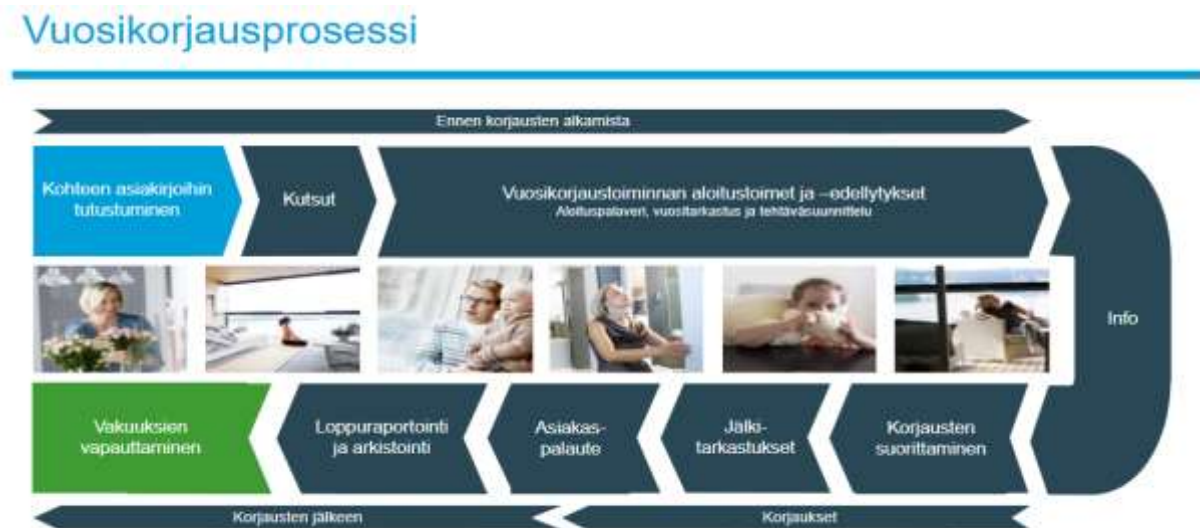 Vuosikorjausprosessi
Ennen korjausten alkamista
Kohteen asiakirjoihin
tutustuminen
Kutsut
Vuosikorjaustoiminnan aloitustoimet ja –edellytykset
Aloituspalaveri, vuositarkastus ja tehtäväsuunnittelu
Info
Vakuuksien
vapauttaminen
Loppuraportointi
ja arkistointi
Asiakas-
palaute
Jälki-
tarkastukset
Korjausten
suorittaminen
Korjausten jälkeen
Korjaukset